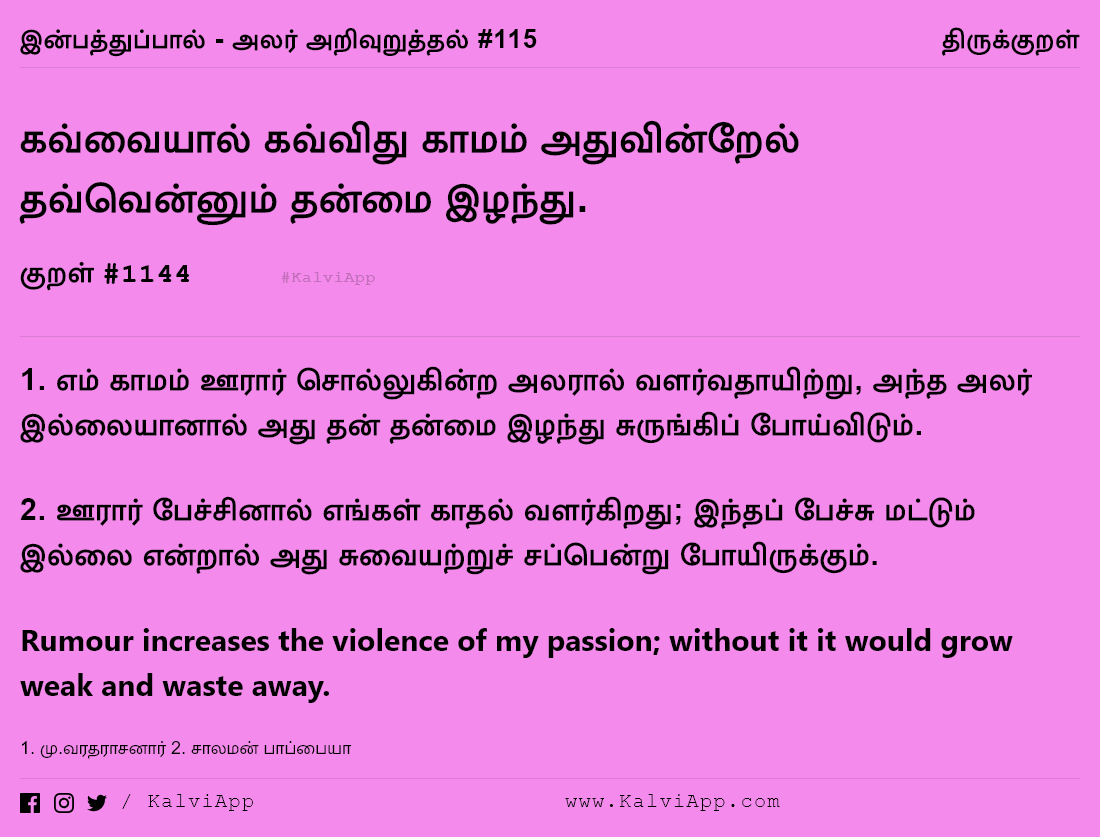 இன்பத்துப்பால் - அலர் அறிவுறுத்தல் #115 திருக்குறள்
கவ்வையால் கவ்விது காமம் அதுவின்றேல்
தவ்வென்னும் தன்மை இழந்து.
குறள் #1144 #KalviApp
1. எம் காமம் ஊரார் சொல்லுகின்ற அலரால் வளர்வதாயிற்று, அந்த அலர்
இல்லையானால் அது தன் தன்மை இழந்து சுருங்கிப் போய்விடும்.
2. ஊரார் பேச்சினால் எங்கள் காதல் வளர்கிறது; இந்தப் பேச்சு மட்டும்
இல்லை என்றால் அது சுவையற்றுச் சப்பென்று போயிருக்கும்.
Rumour increases the violence of my passion; without it it would grow
weak and waste away.
1. மு.வரதராசனார் 2. சாலமன் பாப்பையா
/ KalviApp www.KalviApp.com